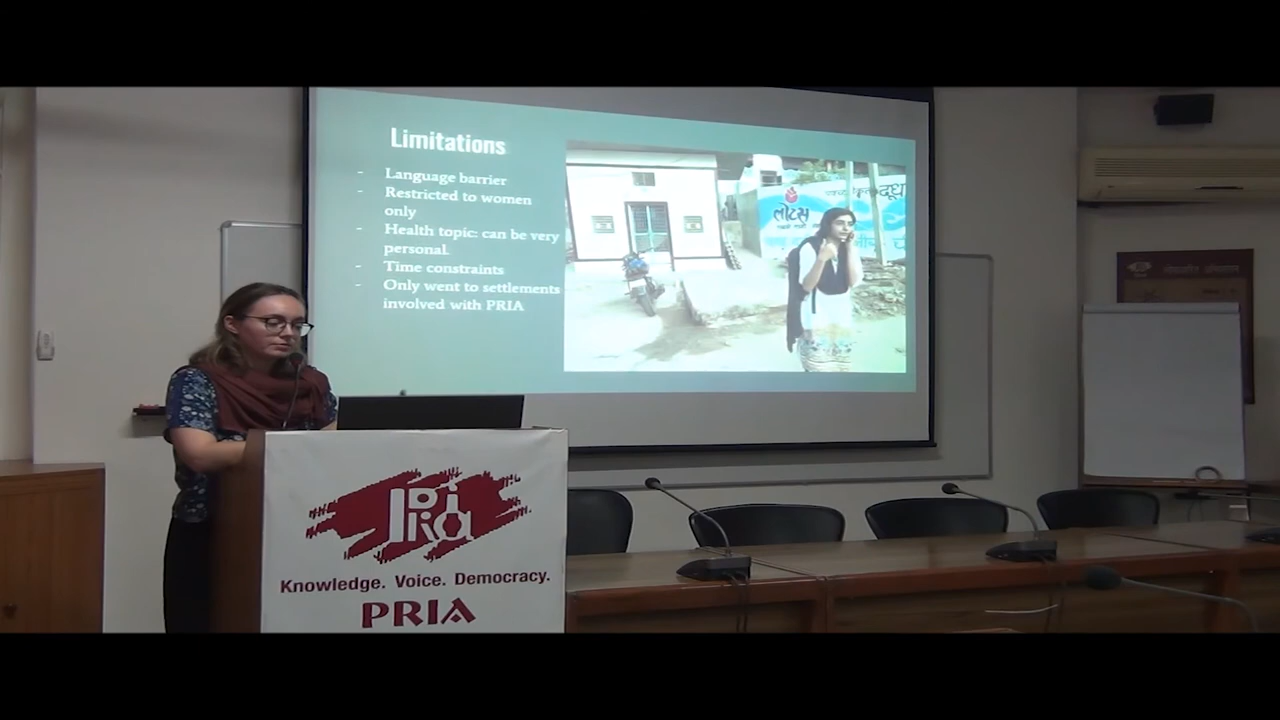 Limitations
- Language barrier
- Restricted to women
only
- Health topic: can be very
personal.
- Time constraints
- Only went to settlements
involved with PRIA
लोटस
दूध
PRIA
Knowledge. Voice. Democracy.
PRIA